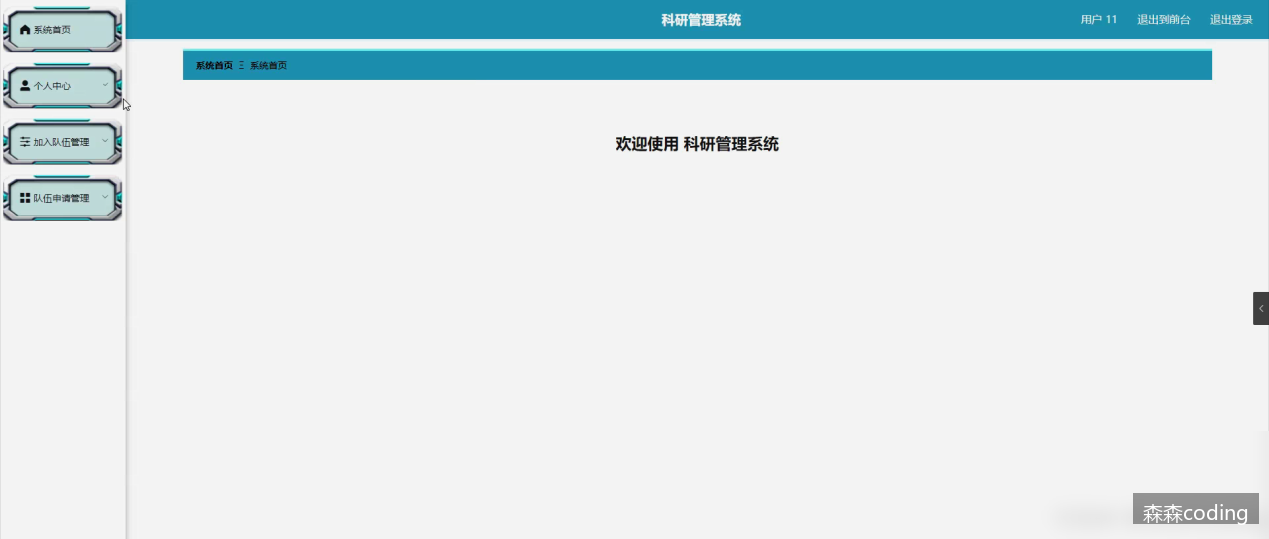 科研管理系统
用户 11 退出到前台 退出登录
系统首页
个人中心
加入队伍管理
队伍申请管理
系统首页 Ξ 系统首页
欢迎使用 科研管理系统
森森coding